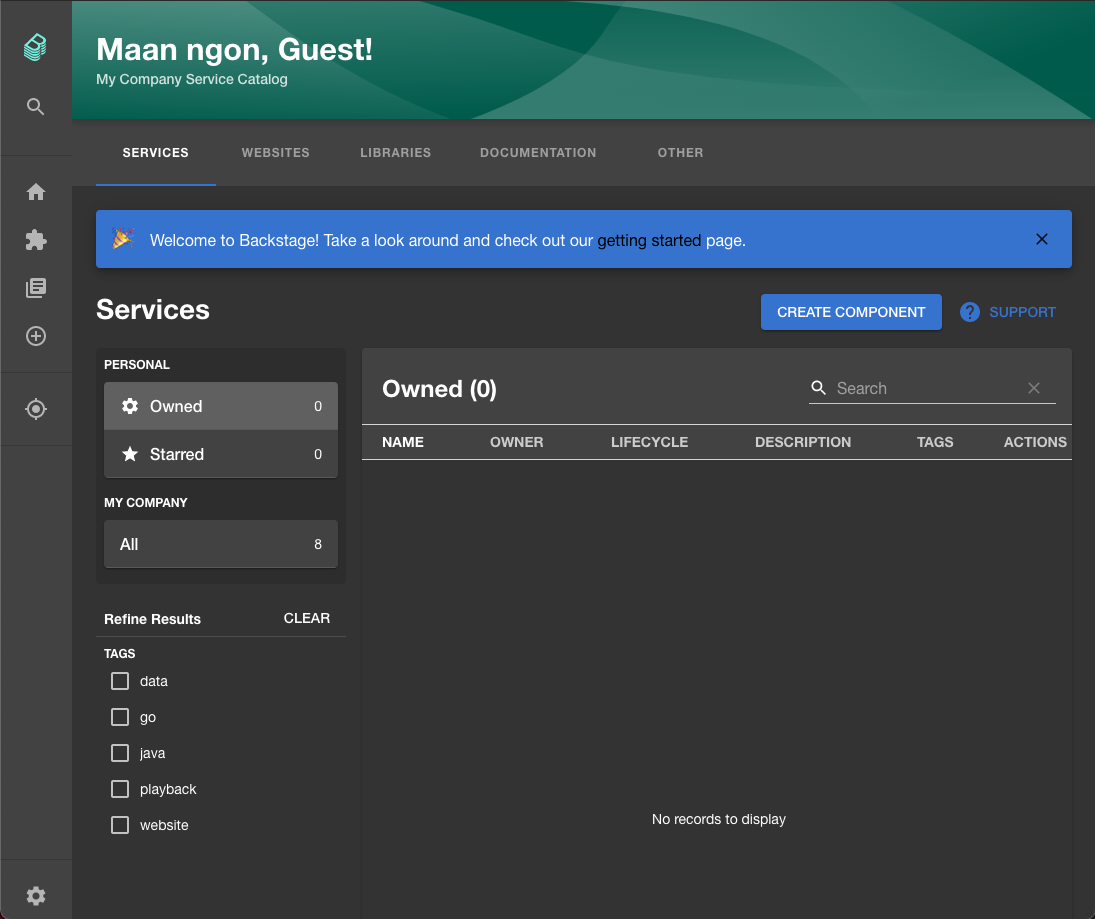 Maan ngon, Guest!
My Company Service Catalog
SERVICES WEBSITES LIBRARIES DOCUMENTATION OTHER
Welcome to Backstage! Take a look around and check out our getting started page.
Services
CREATE COMPONENT
SUPPORT
PERSONAL
Owned 0
Starred 0
MY COMPANY
All 8
Refine Results CLEAR
TAGS
data
go
java
playback
website
Owned (0)
Search
NAME OWNER LIFECYCLE DESCRIPTION TAGS ACTIONS
No records to display